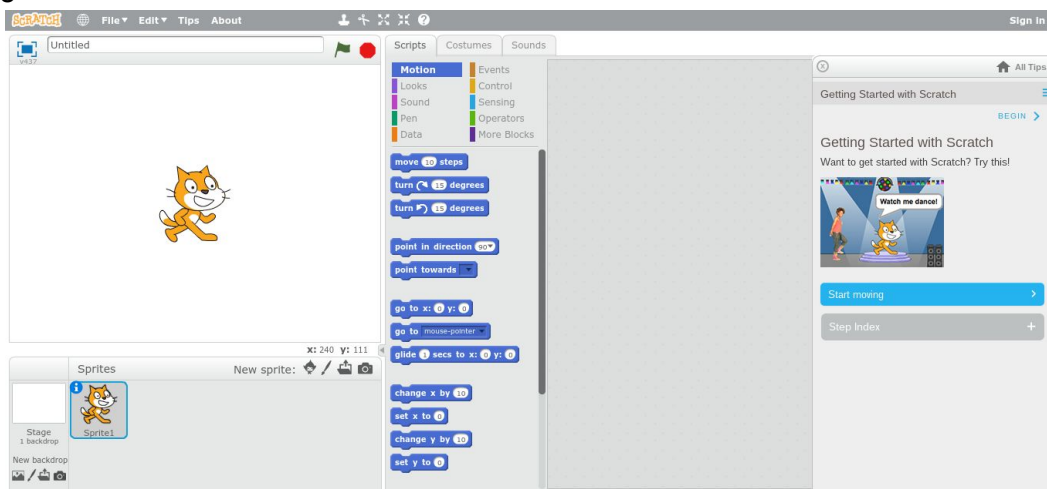 SCRATCH File Edit Tips About Sign in
Untitled
v437
Scripts Costumes Sounds
Motion Events
Looks Control
Sound Sensing
Pen Operators
Data More Blocks
move 10 steps
turn 15 degrees
turn 15 degrees
point in direction 90
point towards
go to x: 0 y: 0
go to mouse-pointer
glide 1 secs to x: 0 y: 0
change x by 10
set x to 0
change y by 10
set y to 0
x: 240 y: 111
Sprites New sprite:
Stage
1 backdrop
Sprite1
New backdrop
All Tips
Getting Started with Scratch
BEGIN
Getting Started with Scratch
Want to get started with Scratch? Try this!
Watch me dance!
Start moving
Step Index